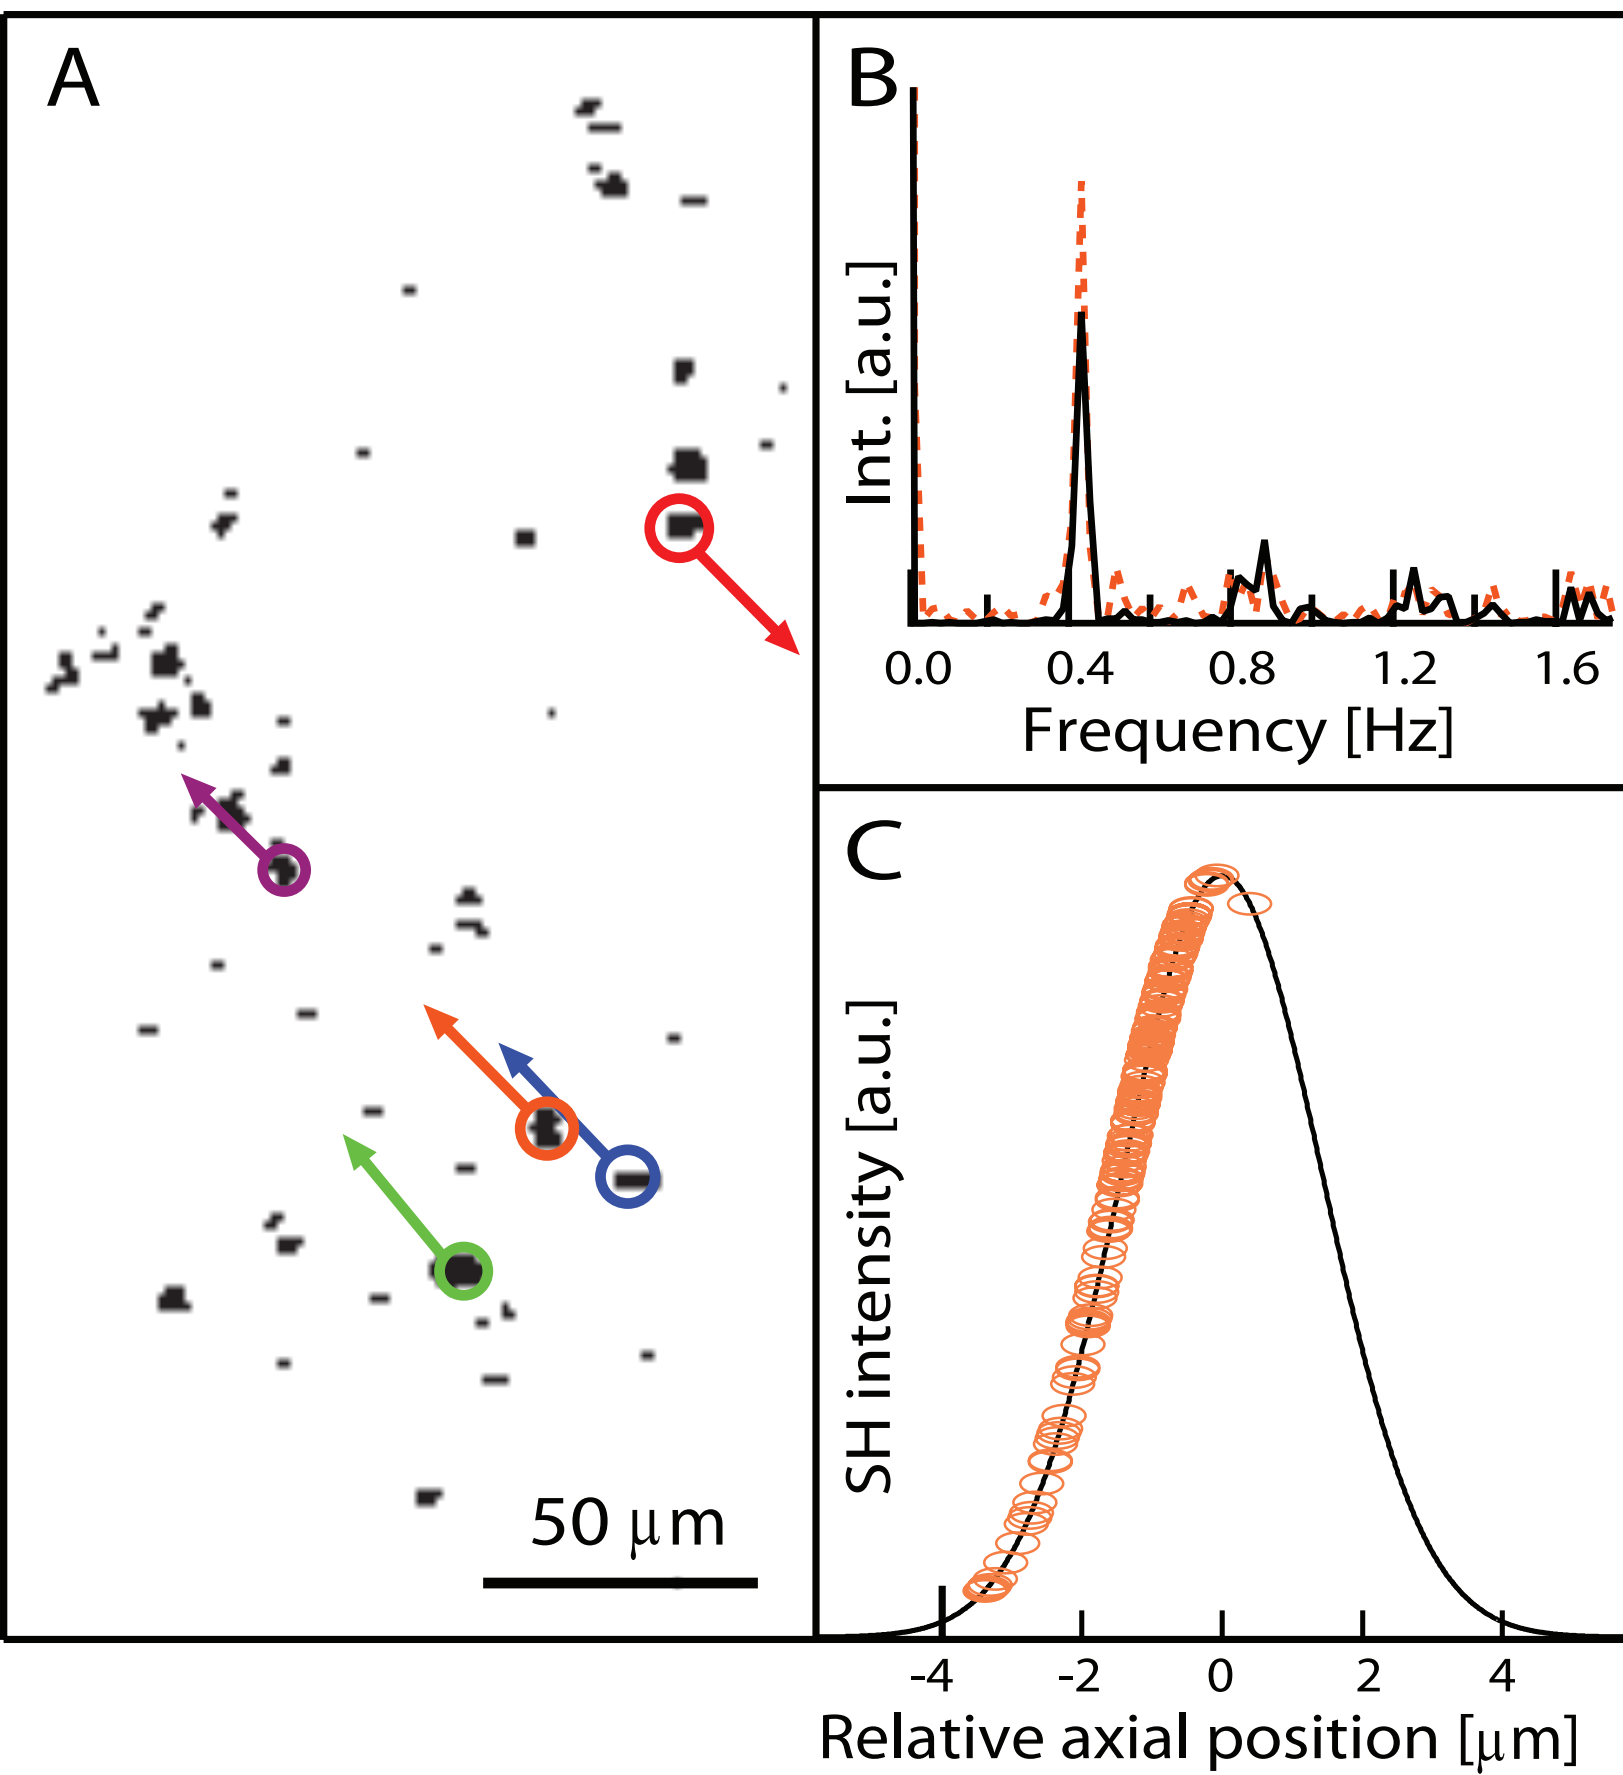 A
50 μm
B
Int. [a.u.]
0.0 0.4 0.8 1.2 1.6
Frequency [Hz]
C
SH intensity [a.u.]
-4 -2 0 2 4
Relative axial position [μm]